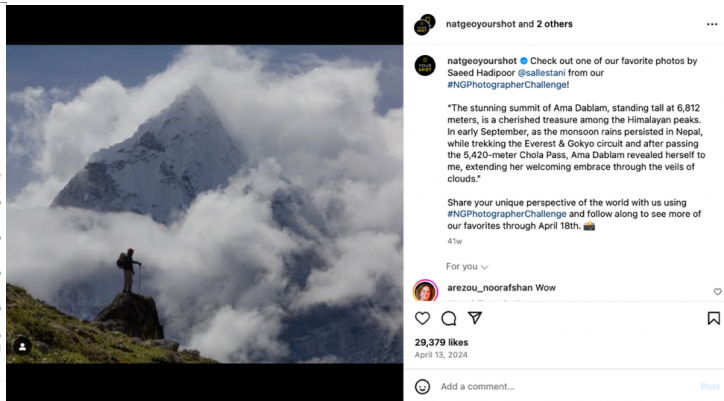 natgeoyourshot and 2 others
natgeoyourshot Check out one of our favorite photos by
Saeed Hadipoor @sallestani from our
#NGPhotographerChallenge!
"The stunning summit of Ama Dablam, standing tall at 6,812
meters, is a cherished treasure among the Himalayan peaks.
In early September, as the monsoon rains persisted in Nepal,
while trekking the Everest & Gokyo circuit and after passing
the 5,420-meter Chola Pass, Ama Dablam revealed herself to
me, extending her welcoming embrace through the veils of
clouds."
Share your unique perspective of the world with us using
#NGPhotographerChallenge and follow along to see more of
our favorites through April 18th. 📸
41w
For you
arezou_noorafshan Wow
29,379 likes
April 13, 2024
Add a comment...
Post